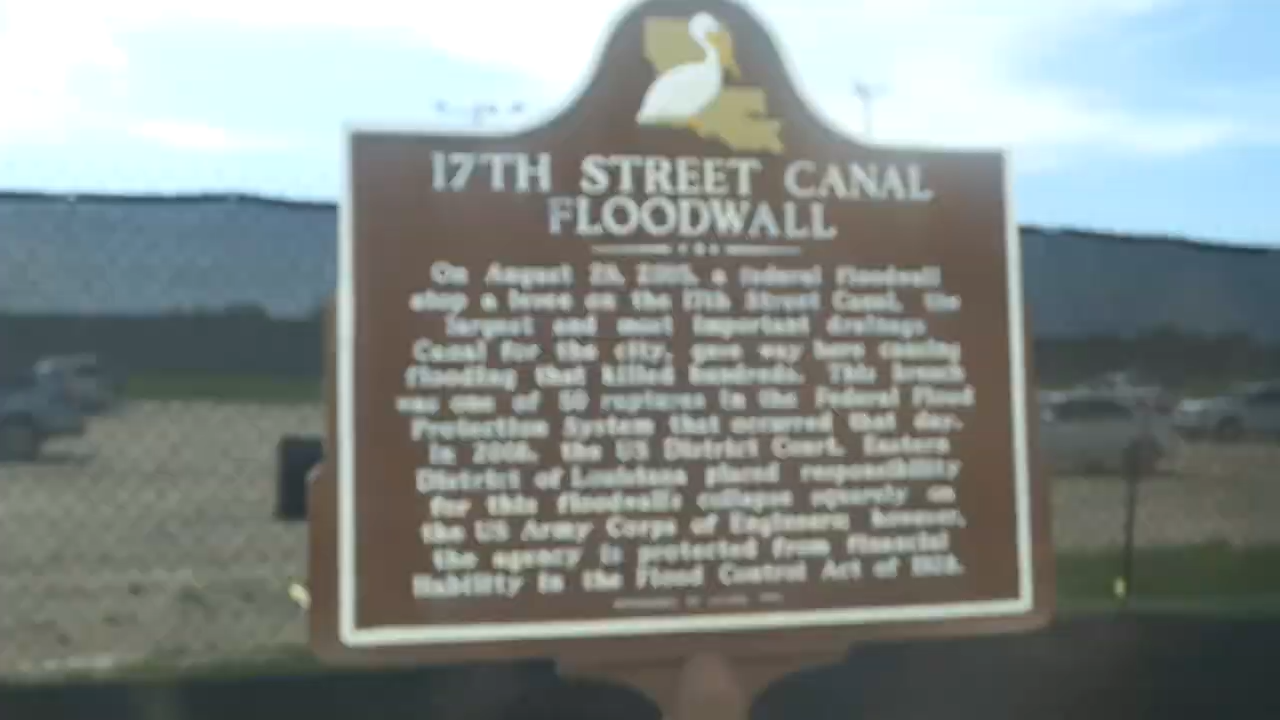 17TH STREET CANAL
FLOODWALL
On August 29, 2005, a federal floodwall
atop a levee on the 17th Street Canal, the
largest and most important drainage
Canal for the city, gave way here causing
flooding that killed hundreds. This breach
was one of 50 ruptures in the Federal Flood
Protection System that occurred that day.
In 2008, the US District Court, Eastern
District of Louisiana placed responsibility
for this floodwall's collapse squarely on
the US Army Corps of Engineers; however,
the agency is protected from financial
liability in the Flood Control Act of 1928.